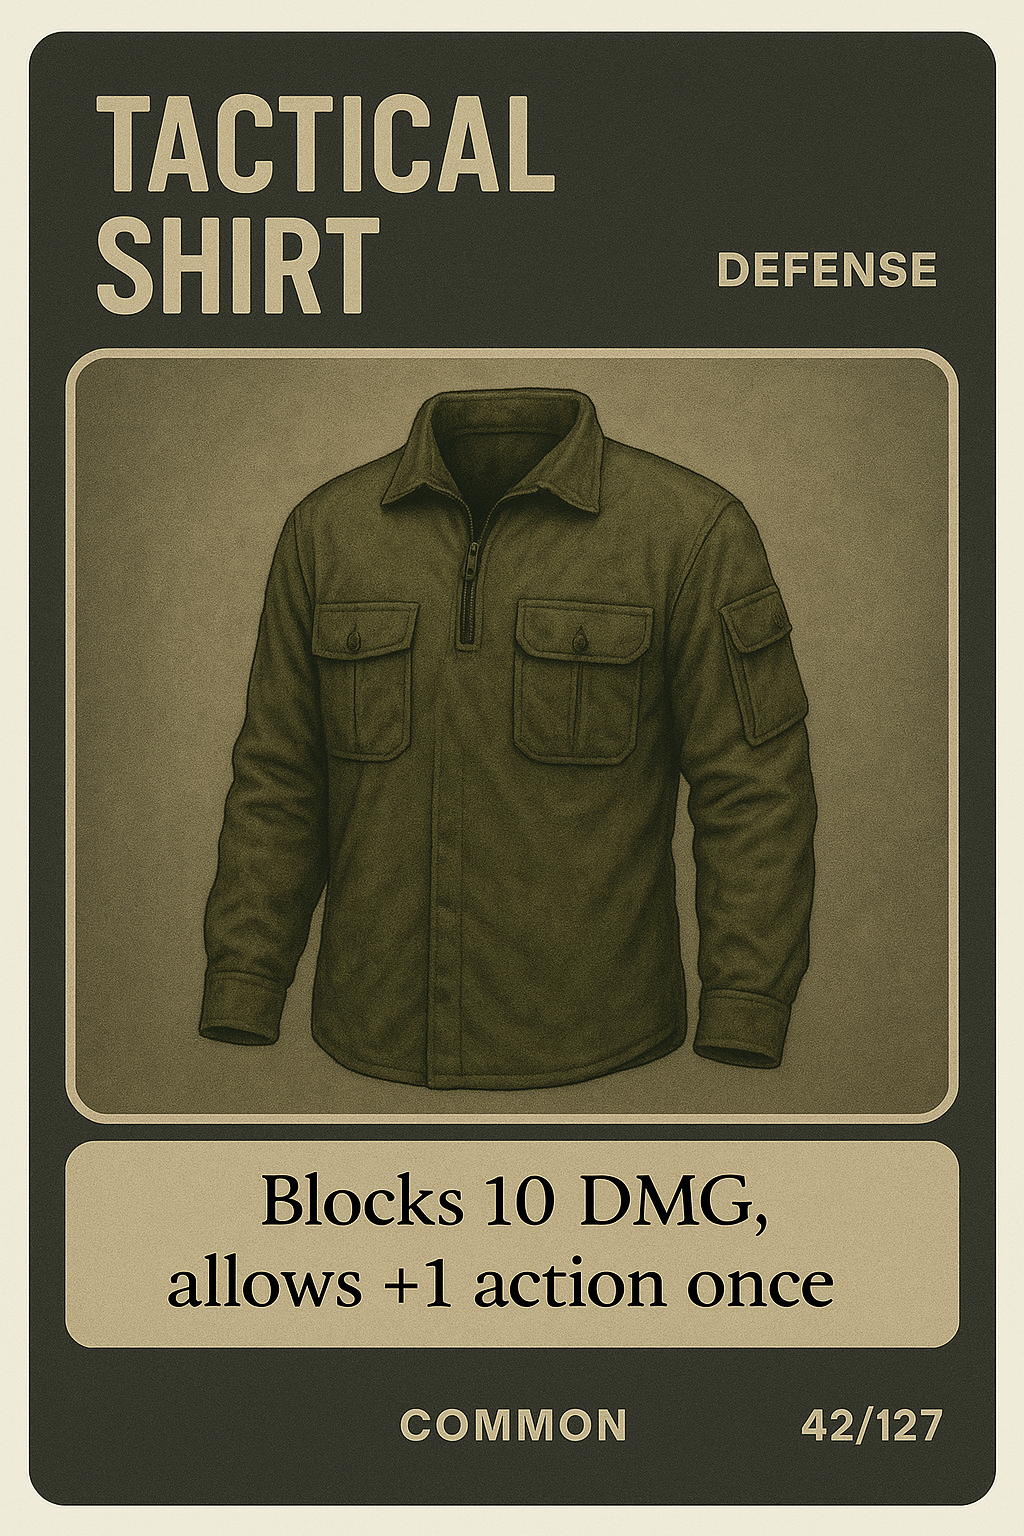 TACTICAL
SHIRT
DEFENSE
Blocks 10 DMG,
allows +1 action once
COMMON
42/127